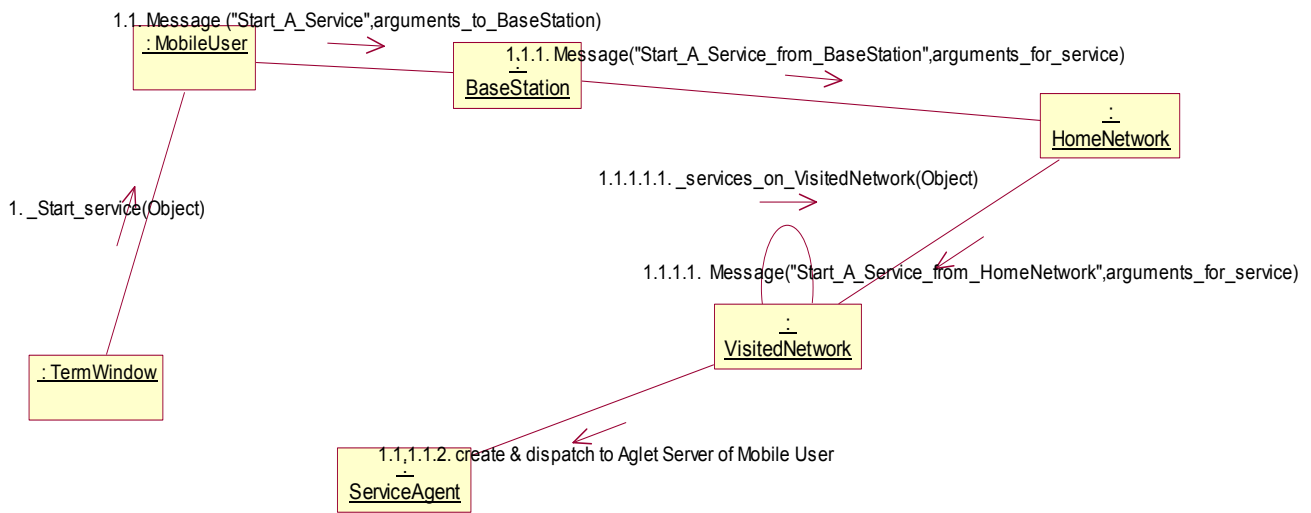 1.1. Message ("Start_A_Service",arguments_to_BaseStation)
: MobileUser
1.1.1. Message("Start_A_Service_from_BaseStation",arguments_for_service)
:
BaseStation
:
HomeNetwork
1.1.1.1.1. _services_on_VisitedNetwork(Object)
1. _Start_service(Object)
1.1.1.1. Message("Start_A_Service_from_HomeNetwork",arguments_for_service)
:
VisitedNetwork
: TermWindow
1.1.1.1.2. create & dispatch to Aglet Server of Mobile User
:
ServiceAgent